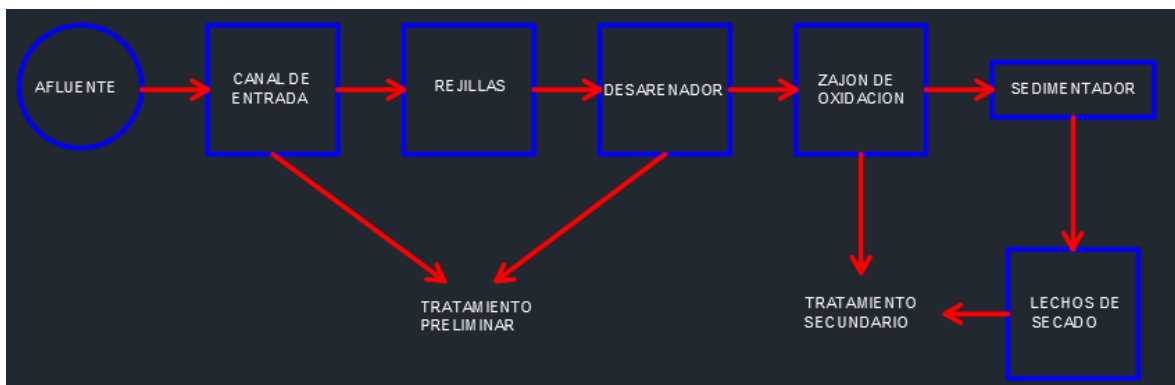 AFLUENTE
CANAL DE
ENTRADA
REJILLAS
DESARENADOR
ZAJON DE
OXIDACION
SEDIMENTADOR
TRATAMIENTO
PRELIMINAR
TRATAMIENTO
SECUNDARIO
LECHOS DE
SECADO